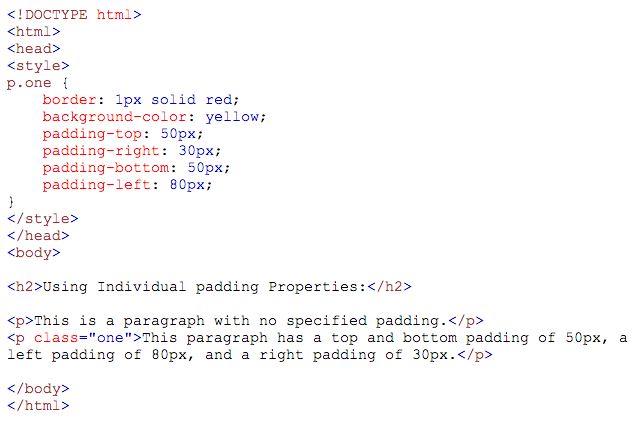 <!DOCTYPE html>
<html>
<head>
<style>
p.one {
    border: 1px solid red;
    background-color: yellow;
    padding-top: 50px;
    padding-right: 30px;
    padding-bottom: 50px;
    padding-left: 80px;
}
</style>
</head>
<body>

<h2>Using Individual padding Properties:</h2>

<p>This is a paragraph with no specified padding.</p>
<p class="one">This paragraph has a top and bottom padding of 50px, a
left padding of 80px, and a right padding of 30px.</p>

</body>
</html>